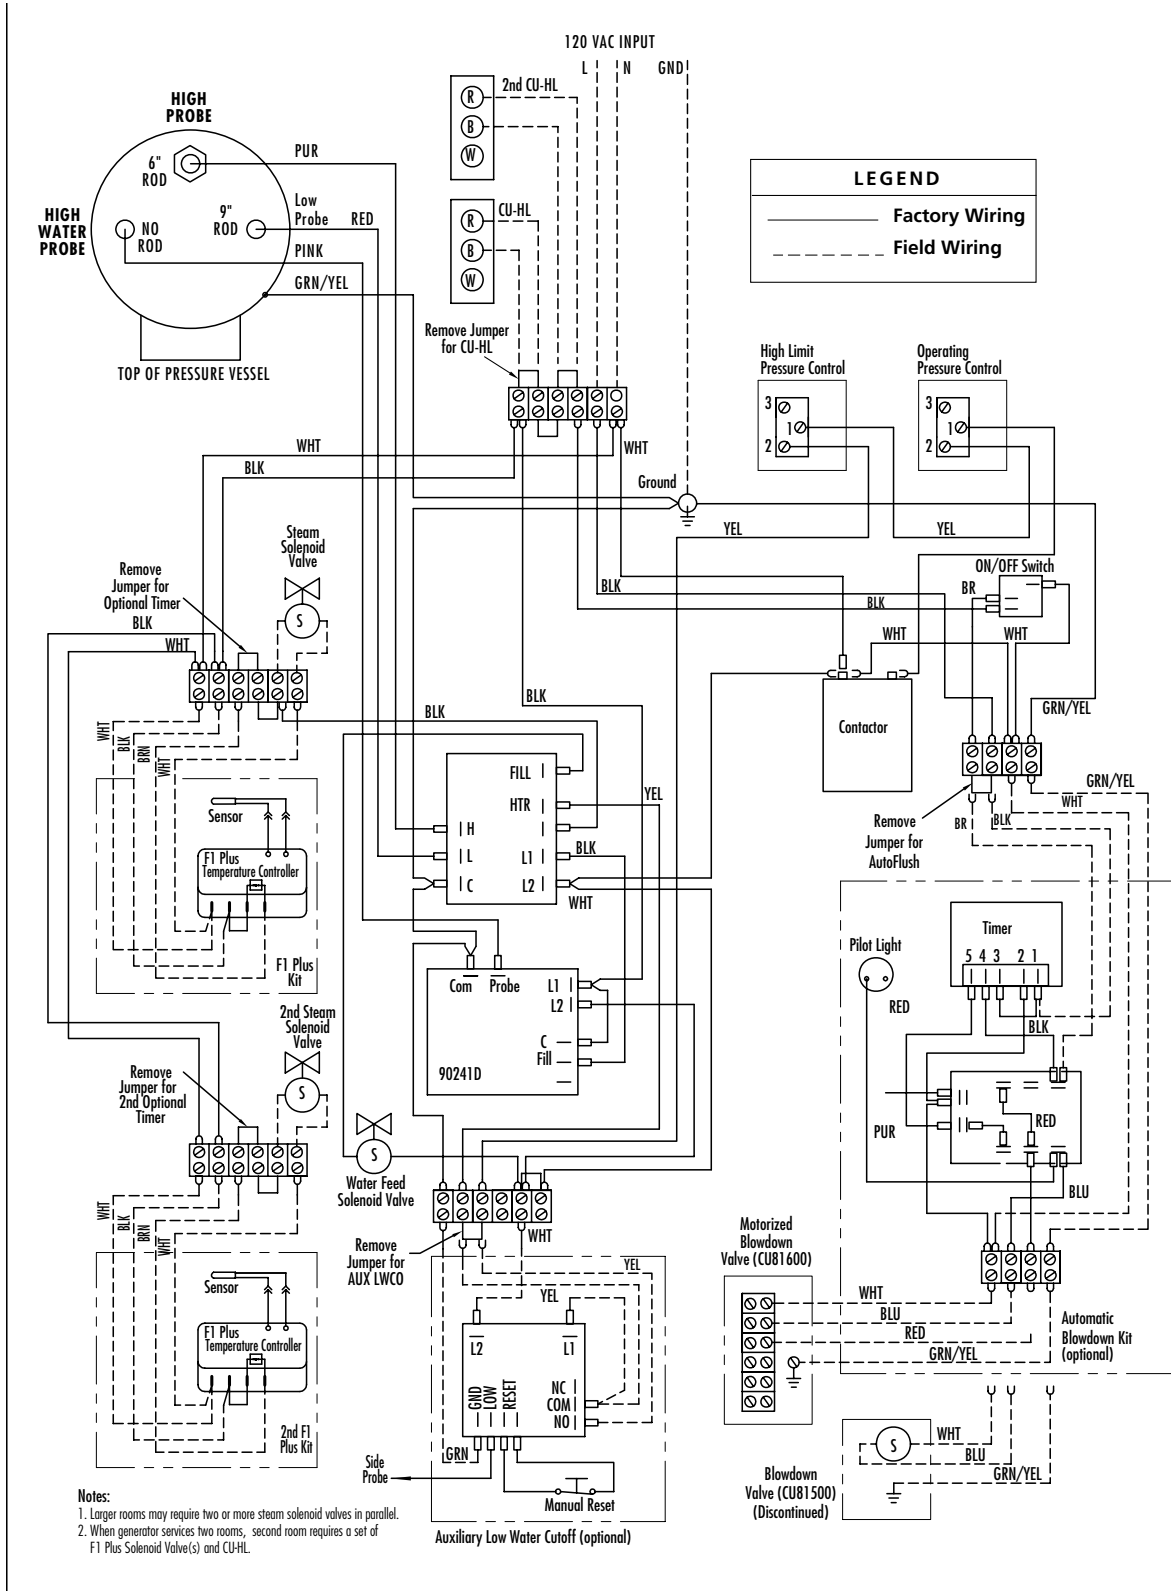 120 VAC INPUT
L
N
GND
HIGH
PROBE
6"
ROD
HIGH
WATER
PROBE
NO
ROD
9"
ROD
PUR
Low
Probe
RED
PINK
GRN/YEL
TOP OF PRESSURE VESSEL
2nd CU-HL
R
B
W
CU-HL
R
B
W
Remove Jumper
for CU-HL
LEGEND
Factory Wiring
Field Wiring
High Limit
Pressure Control
3
1
2
Operating
Pressure Control
3
1
2
WHT
WHT
BLK
Ground
YEL
YEL
Steam
Solenoid
Valve
S
Remove
Jumper for
Optional Timer
BLK
WHT
ON/OFF Switch
BR
BLK
BLK
WHT
WHT
BLK
BLK
Contactor
GRN/YEL
WHT
BLK
BRN
WHT
FILL
HTR
H
L
C
L1
L2
YEL
BLK
WHT
GRN/YEL
WHT
BR
BLK
Remove
Jumper for
AutoFlush
Sensor
F1 Plus
Temperature Controller
F1 Plus
Kit
Timer
5 4 3 2 1
Pilot Light
RED
BLK
Com
Probe
L1
L2
C
Fill
90241D
2nd Steam
Solenoid
Valve
S
Remove
Jumper for
2nd Optional
Timer
PUR
RED
BLU
S
Water Feed
Solenoid Valve
WHT
BLK
BRN
WHT
Remove
Jumper for
AUX LWCO
WHT
YEL
YEL
Motorized
Blowdown
Valve (CU81600)
WHT
BLU
RED
GRN/YEL
Automatic
Blowdown Kit
(optional)
Sensor
F1 Plus
Temperature Controller
2nd F1
Plus Kit
L2
L1
GND
LOW
RESET
NC
COM
NO
GRN
Side
Probe
Manual Reset
Auxiliary Low Water Cutoff (optional)
S
WHT
BLU
GRN/YEL
Blowdown
Valve (CU81500)
(Discontinued)
Notes:
1. Larger rooms may require two or more steam solenoid valves in parallel.
2. When generator services two rooms, second room requires a set of
F1 Plus Solenoid Valve(s) and CU-HL.